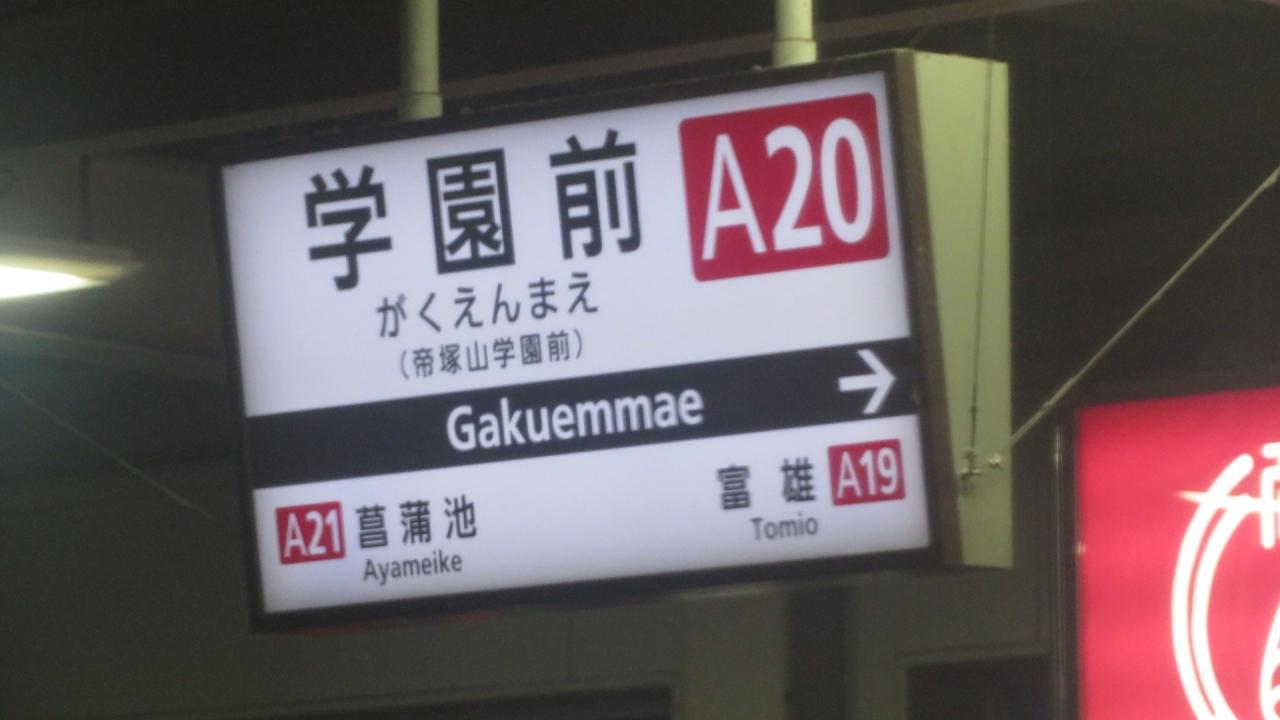 学園前 A20
がくえんまえ
(帝塚山学園前)
Gakuemmae →
A21 菖蒲池
Ayameike
富雄 A19
Tomio